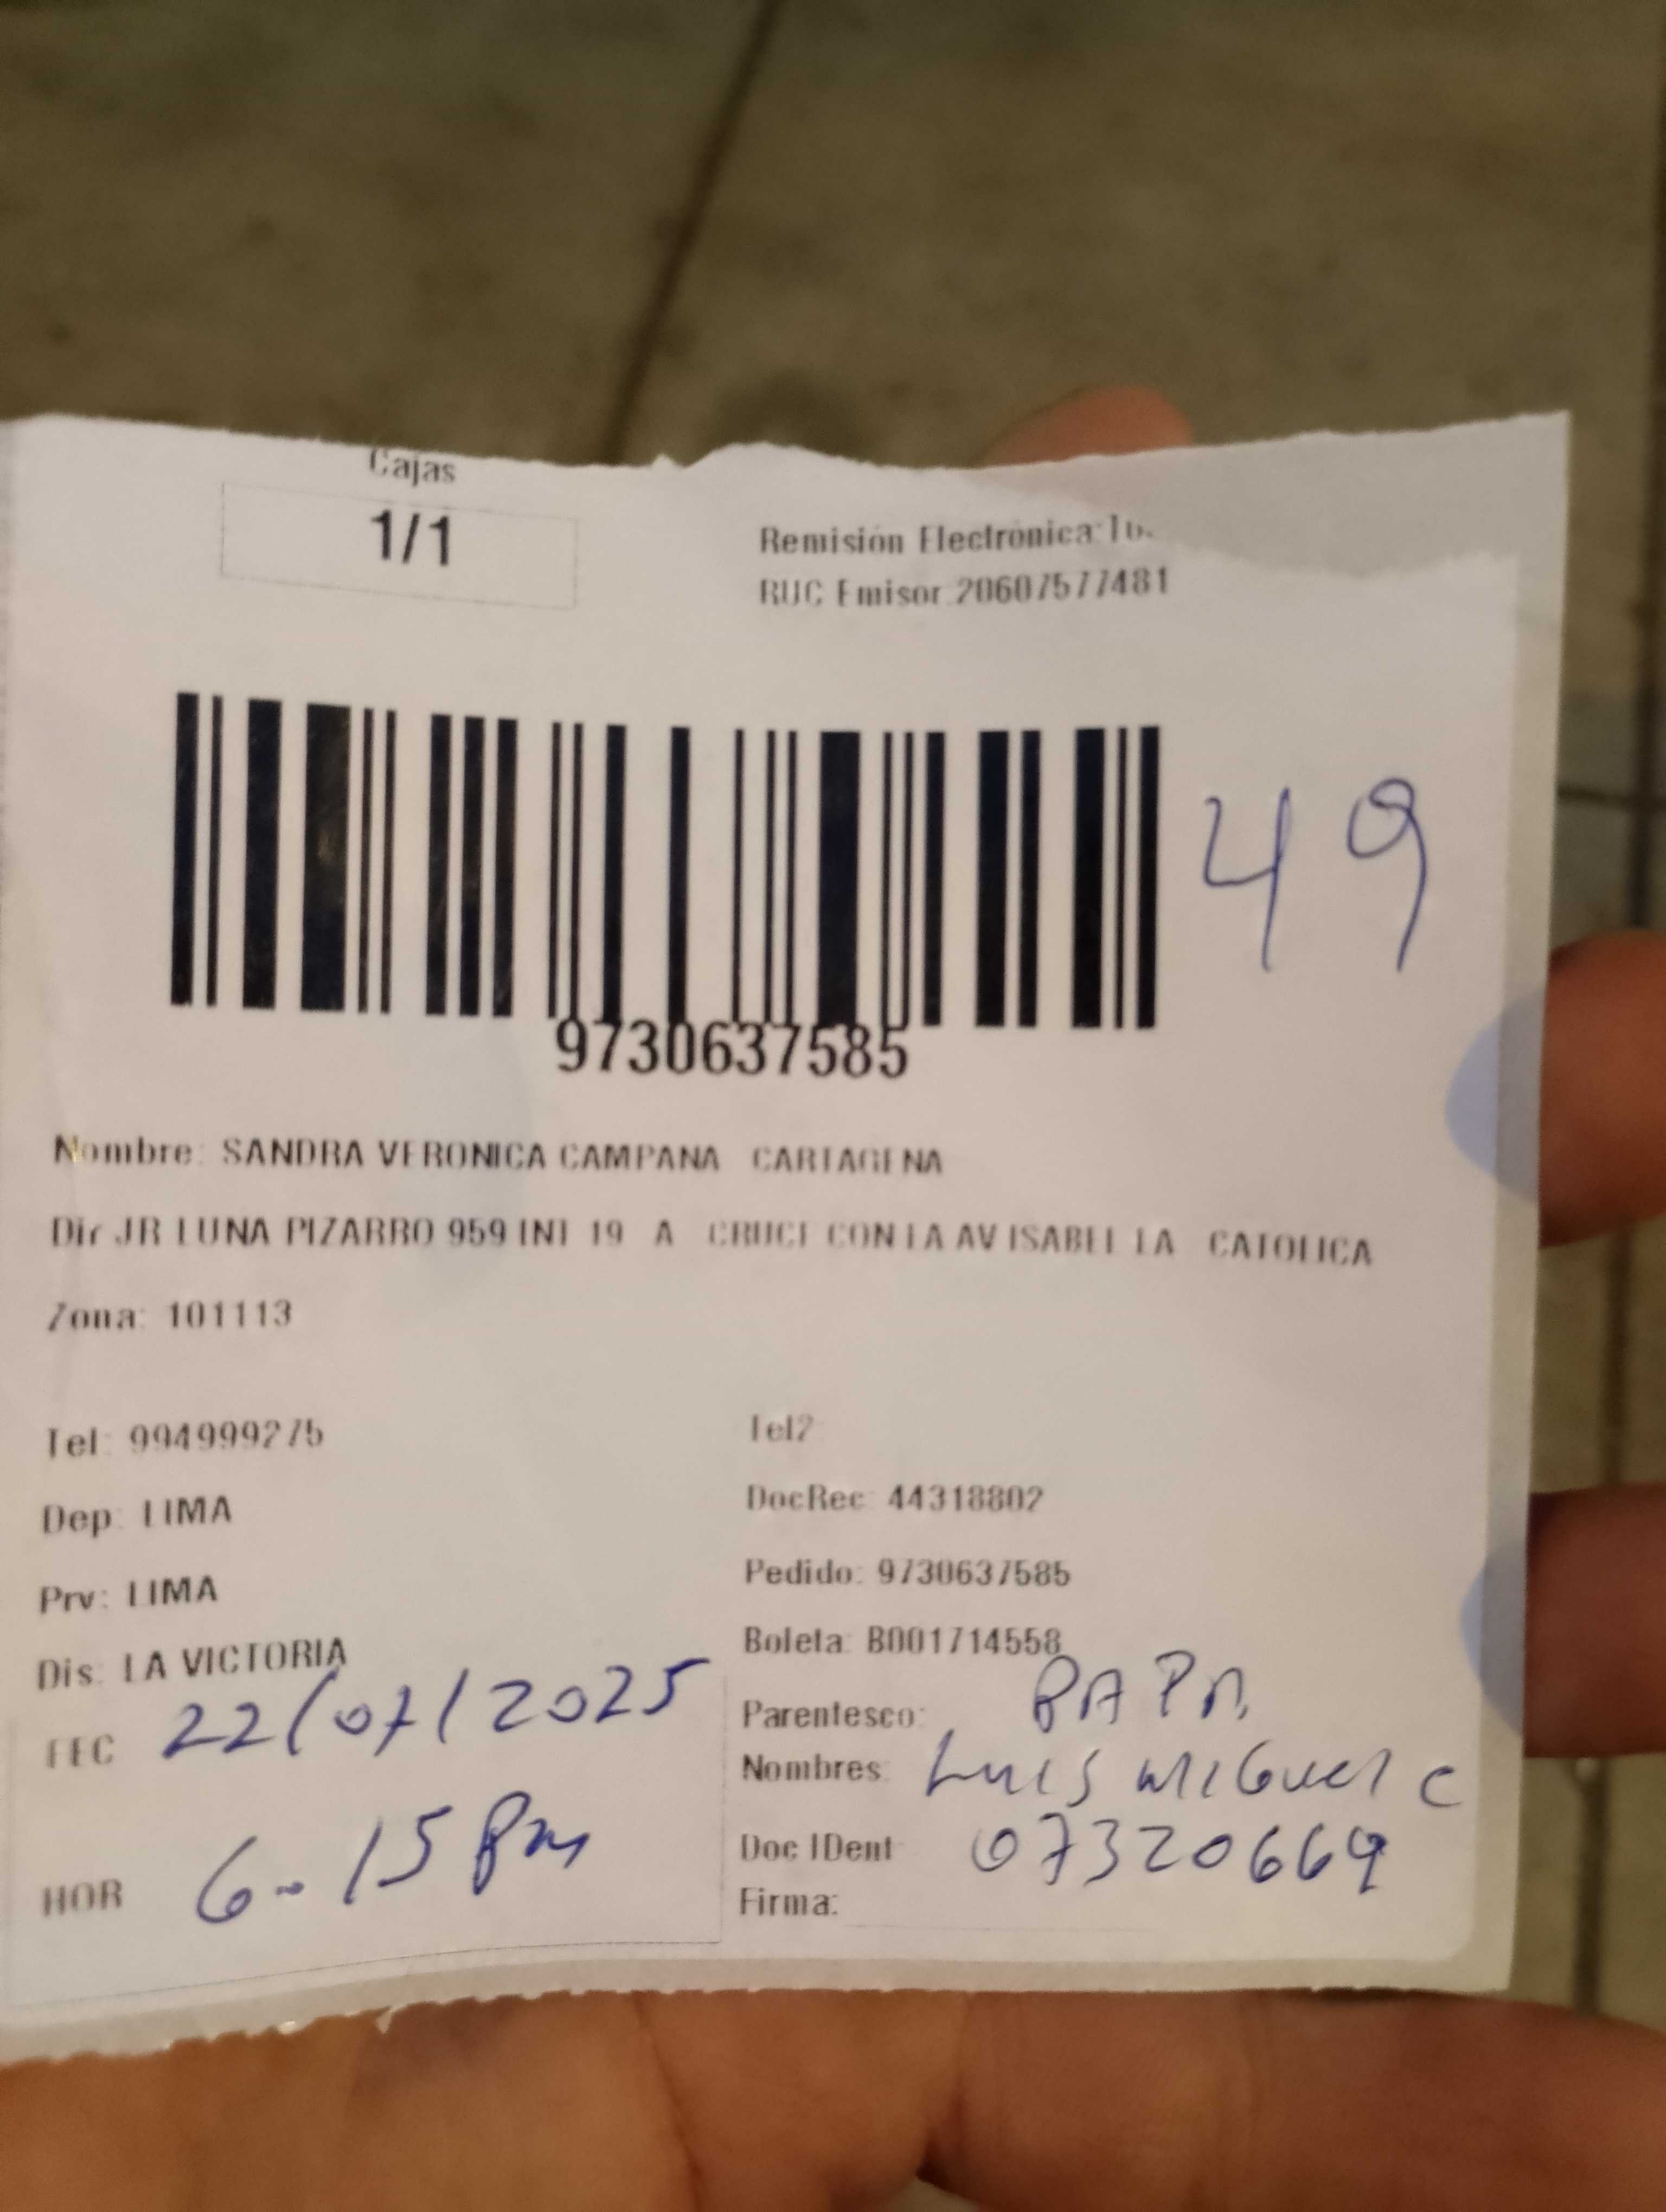 Cajas
1/1
Remisión Electrónica:
RUC Emisor:20607577481
49
9730637585
Nombre: SANDRA VERONICA CAMPANA CARTAGENA
Dir JR LUNA PIZARRO 959 INT 19 A CRUCE CON LA AV ISABEL LA CATOLICA
Zona: 101113
Tel: 994999275
Tel2:
Dep: LIMA
DocRec: 44318802
Prv: LIMA
Pedido: 9730637585
Dis: LA VICTORIA
Boleta: B001714558
FEC 22/07/2025
Parentesco: PAPA
Nombres: Luis Miguel C
HOR 6-15 Pm
Doc IDent 07320669
Firma: